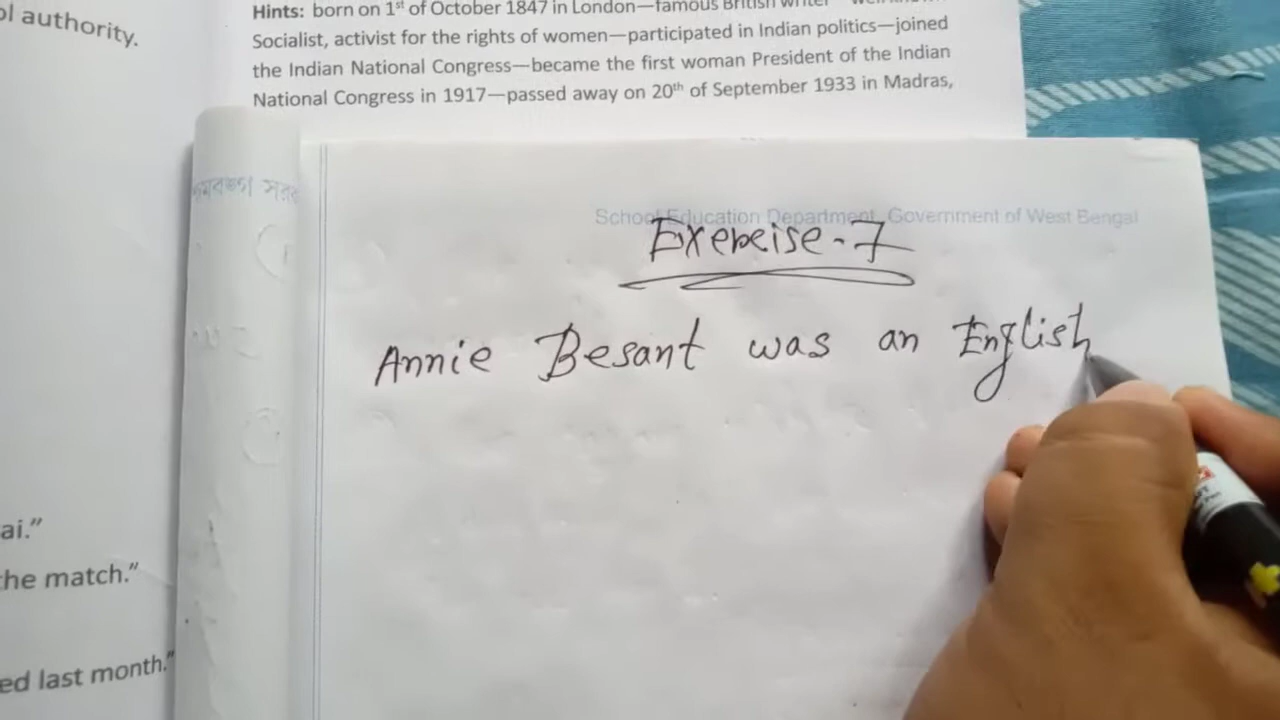 ol authority.
Hints: born on 1st of October 1847 in London—famous British writer
Socialist, activist for the rights of women—participated in Indian politics—joined
the Indian National Congress—became the first woman President of the Indian
National Congress in 1917—passed away on 20th of September 1933 in Madras,
School Education Department, Government of West Bengal
Exercise-7
Annie Besant was an English
ai.”
the match.”
ed last month.”